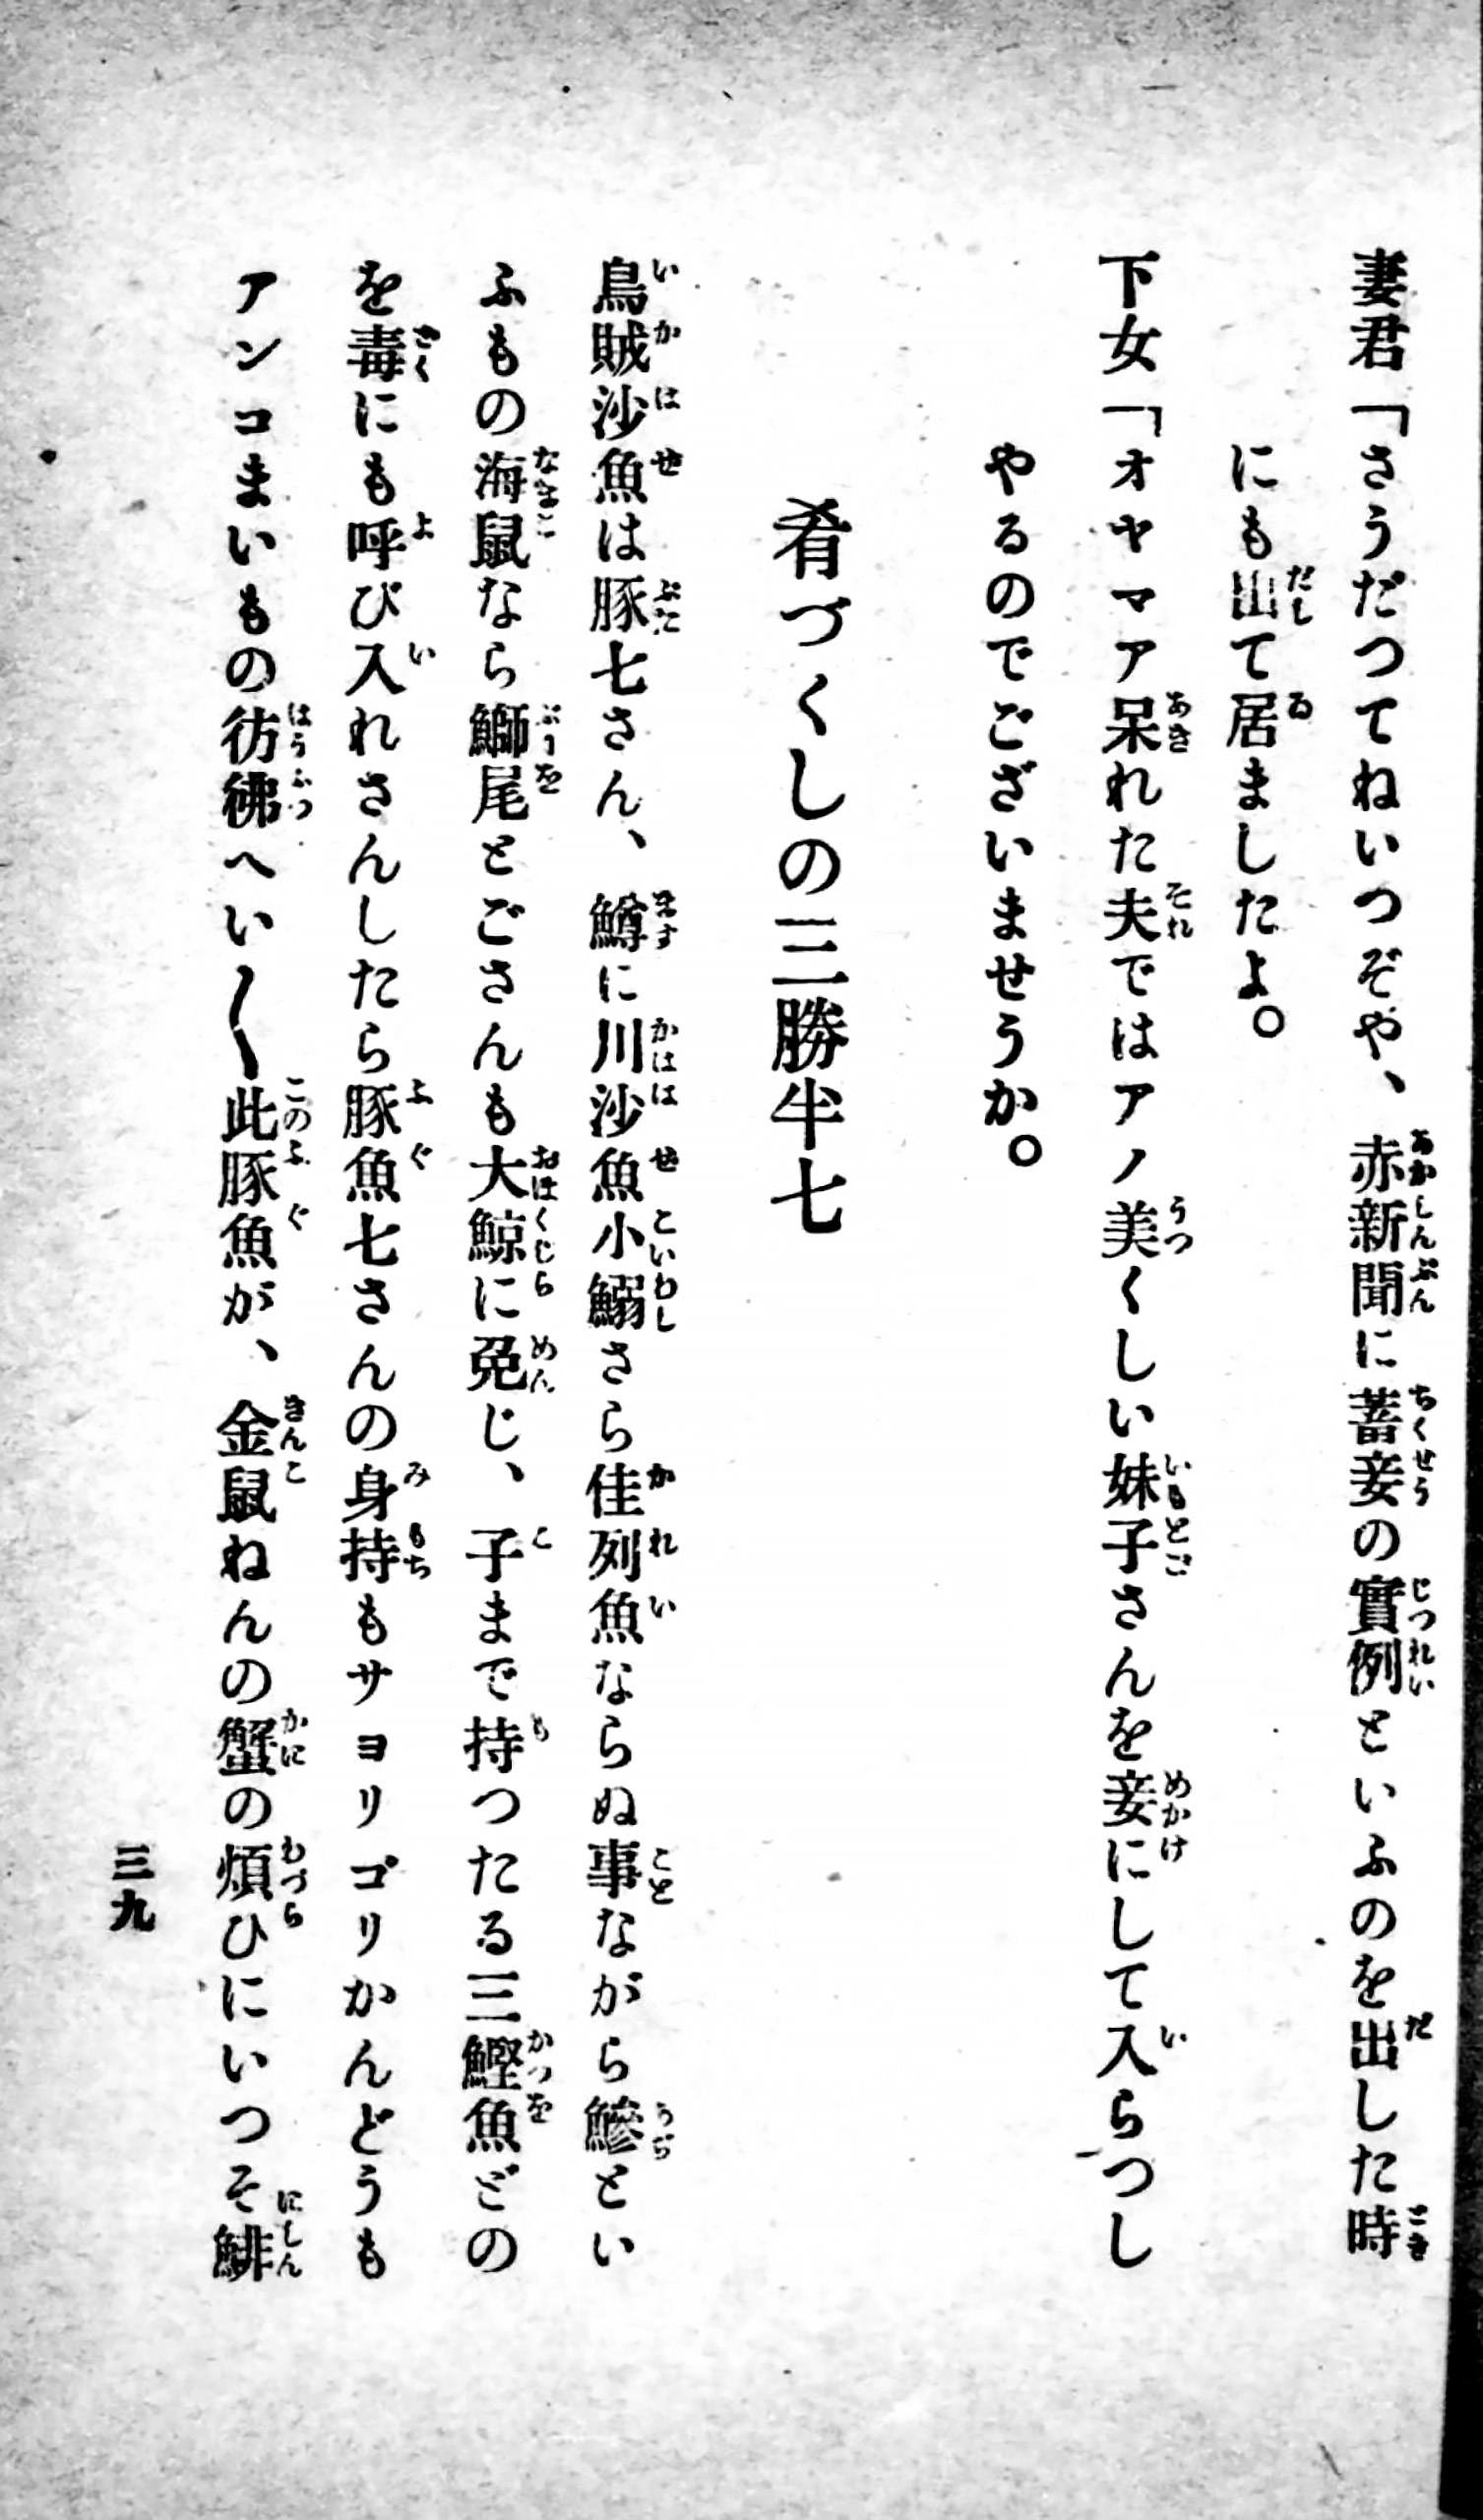 妻君「さうだつてねいつぞや、赤新聞に蓄妾の實例といふのを出した時
にも出て居ましたよ。
下女「オヤマア呆れた夫ではアノ美くしい妹子さんを妾にして入らつし
やるのでございませうか。
肴づくしの三勝半七
烏賊沙魚は豚七さん、鱒に川沙魚小鰯さら佳列魚ならぬ事ながら鯵とい
ふもの海鼠なら鰤尾とごさんも大鯨に免じ、子まで持つたる三鰹魚どの
を毒にも呼び入れさんしたら豚魚七さんの身持もサヨリゴリかんどうも
アンコまいもの彷彿へい〳〵此豚魚が、金鼠ねんの蟹の煩ひにいつそ鯡
三九